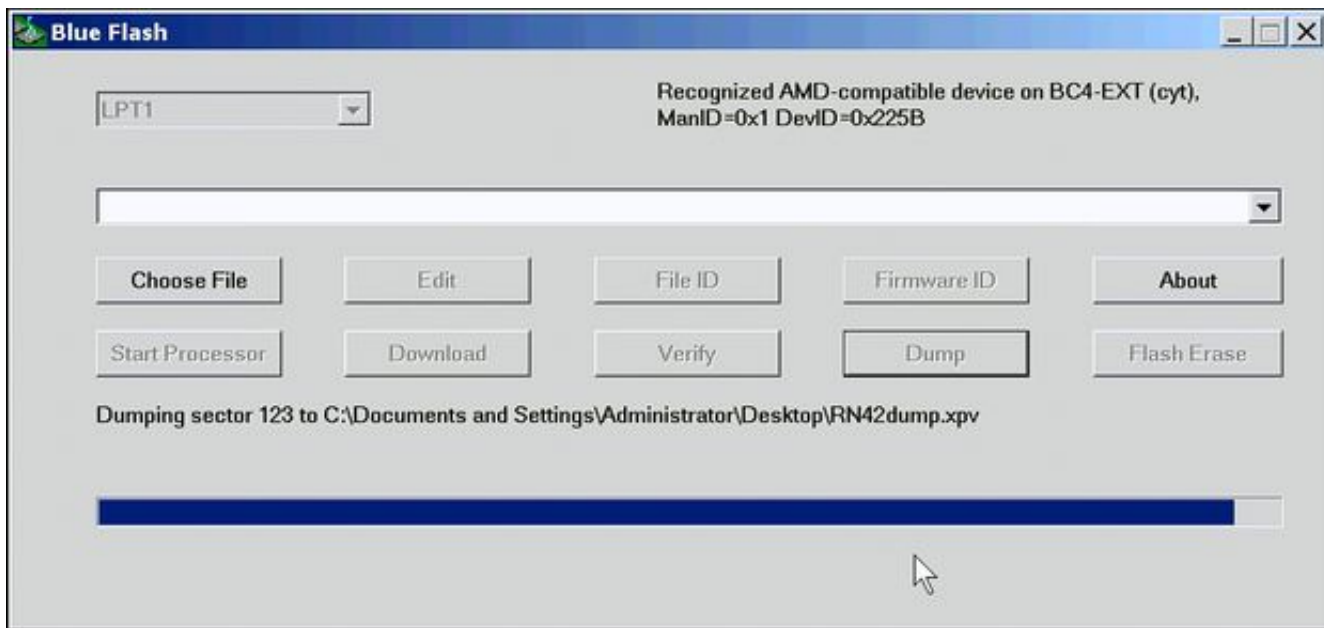 Blue Flash
LPT1
Recognized AMD-compatible device on BC4-EXT (cyt),
ManID=0x1 DevID=0x225B
Choose File Edit File ID Firmware ID About
Start Processor Download Verify Dump Flash Erase
Dumping sector 123 to C:\Documents and Settings\Administrator\Desktop\RN42dump.xpv